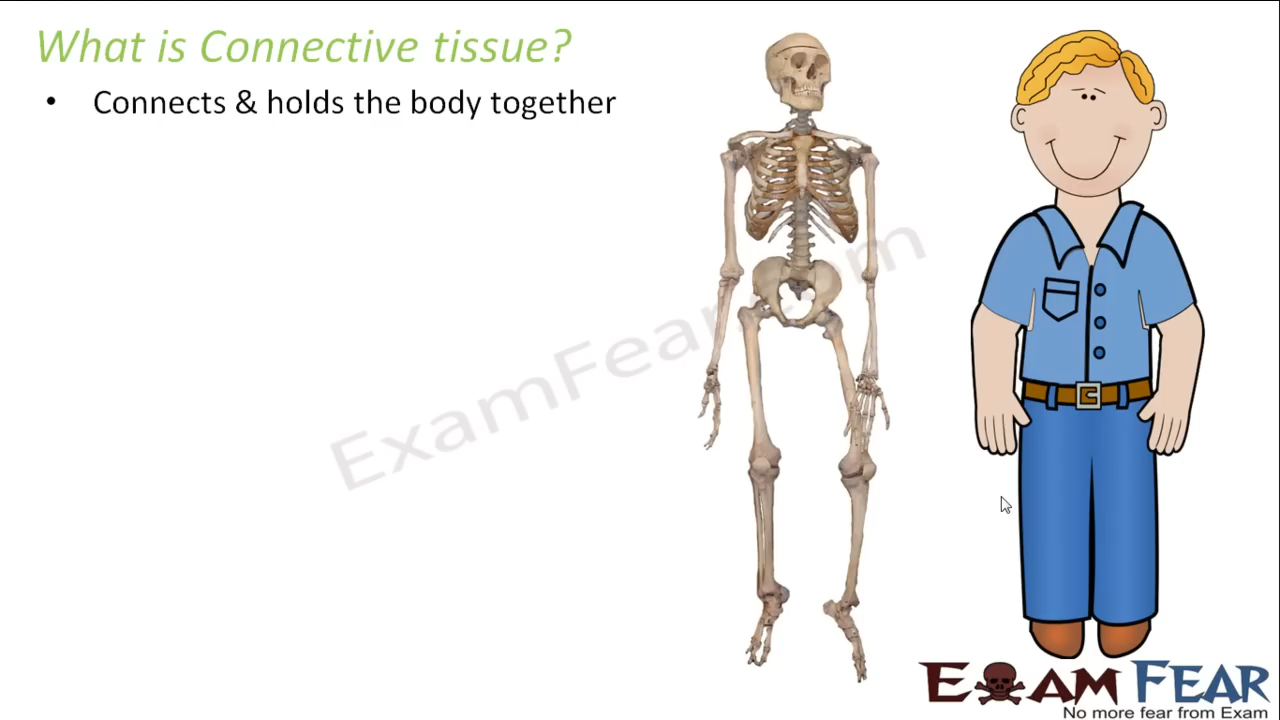 What is Connective tissue?
• Connects & holds the body together
ExamFear.com
EXAM FEAR
No more fear from Exam